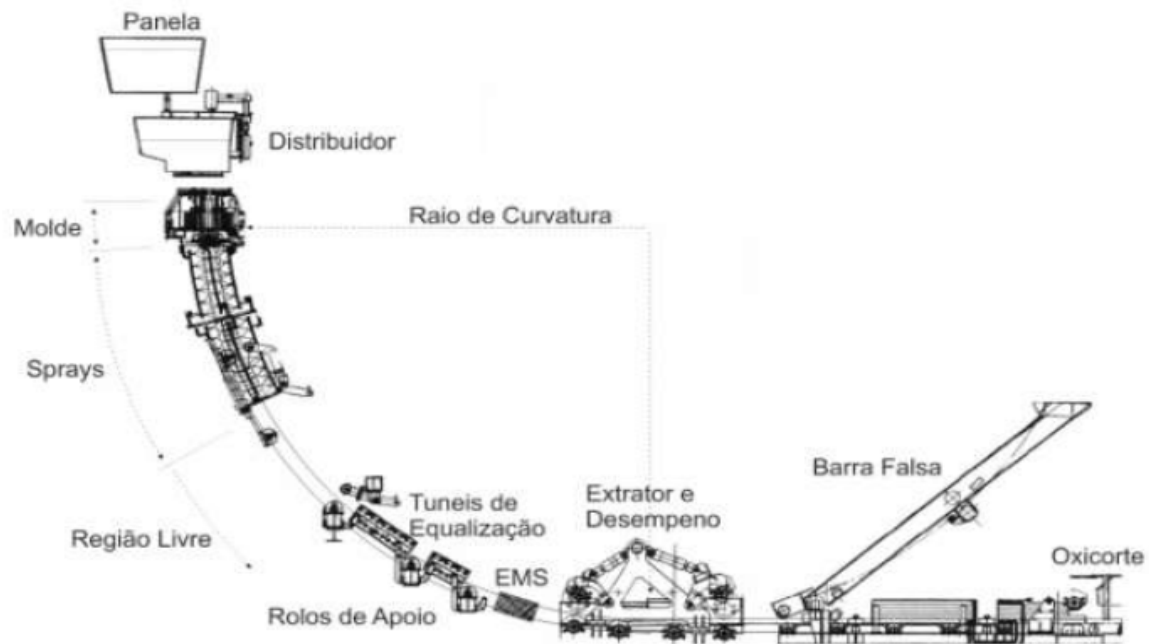 Panela
Distribuidor
Molde
Raio de Curvatura
Sprays
Barra Falsa
Tuneis de
Equalização
Extrator e
Desempeno
Região Livre
EMS
Oxicorte
Rolos de Apoio